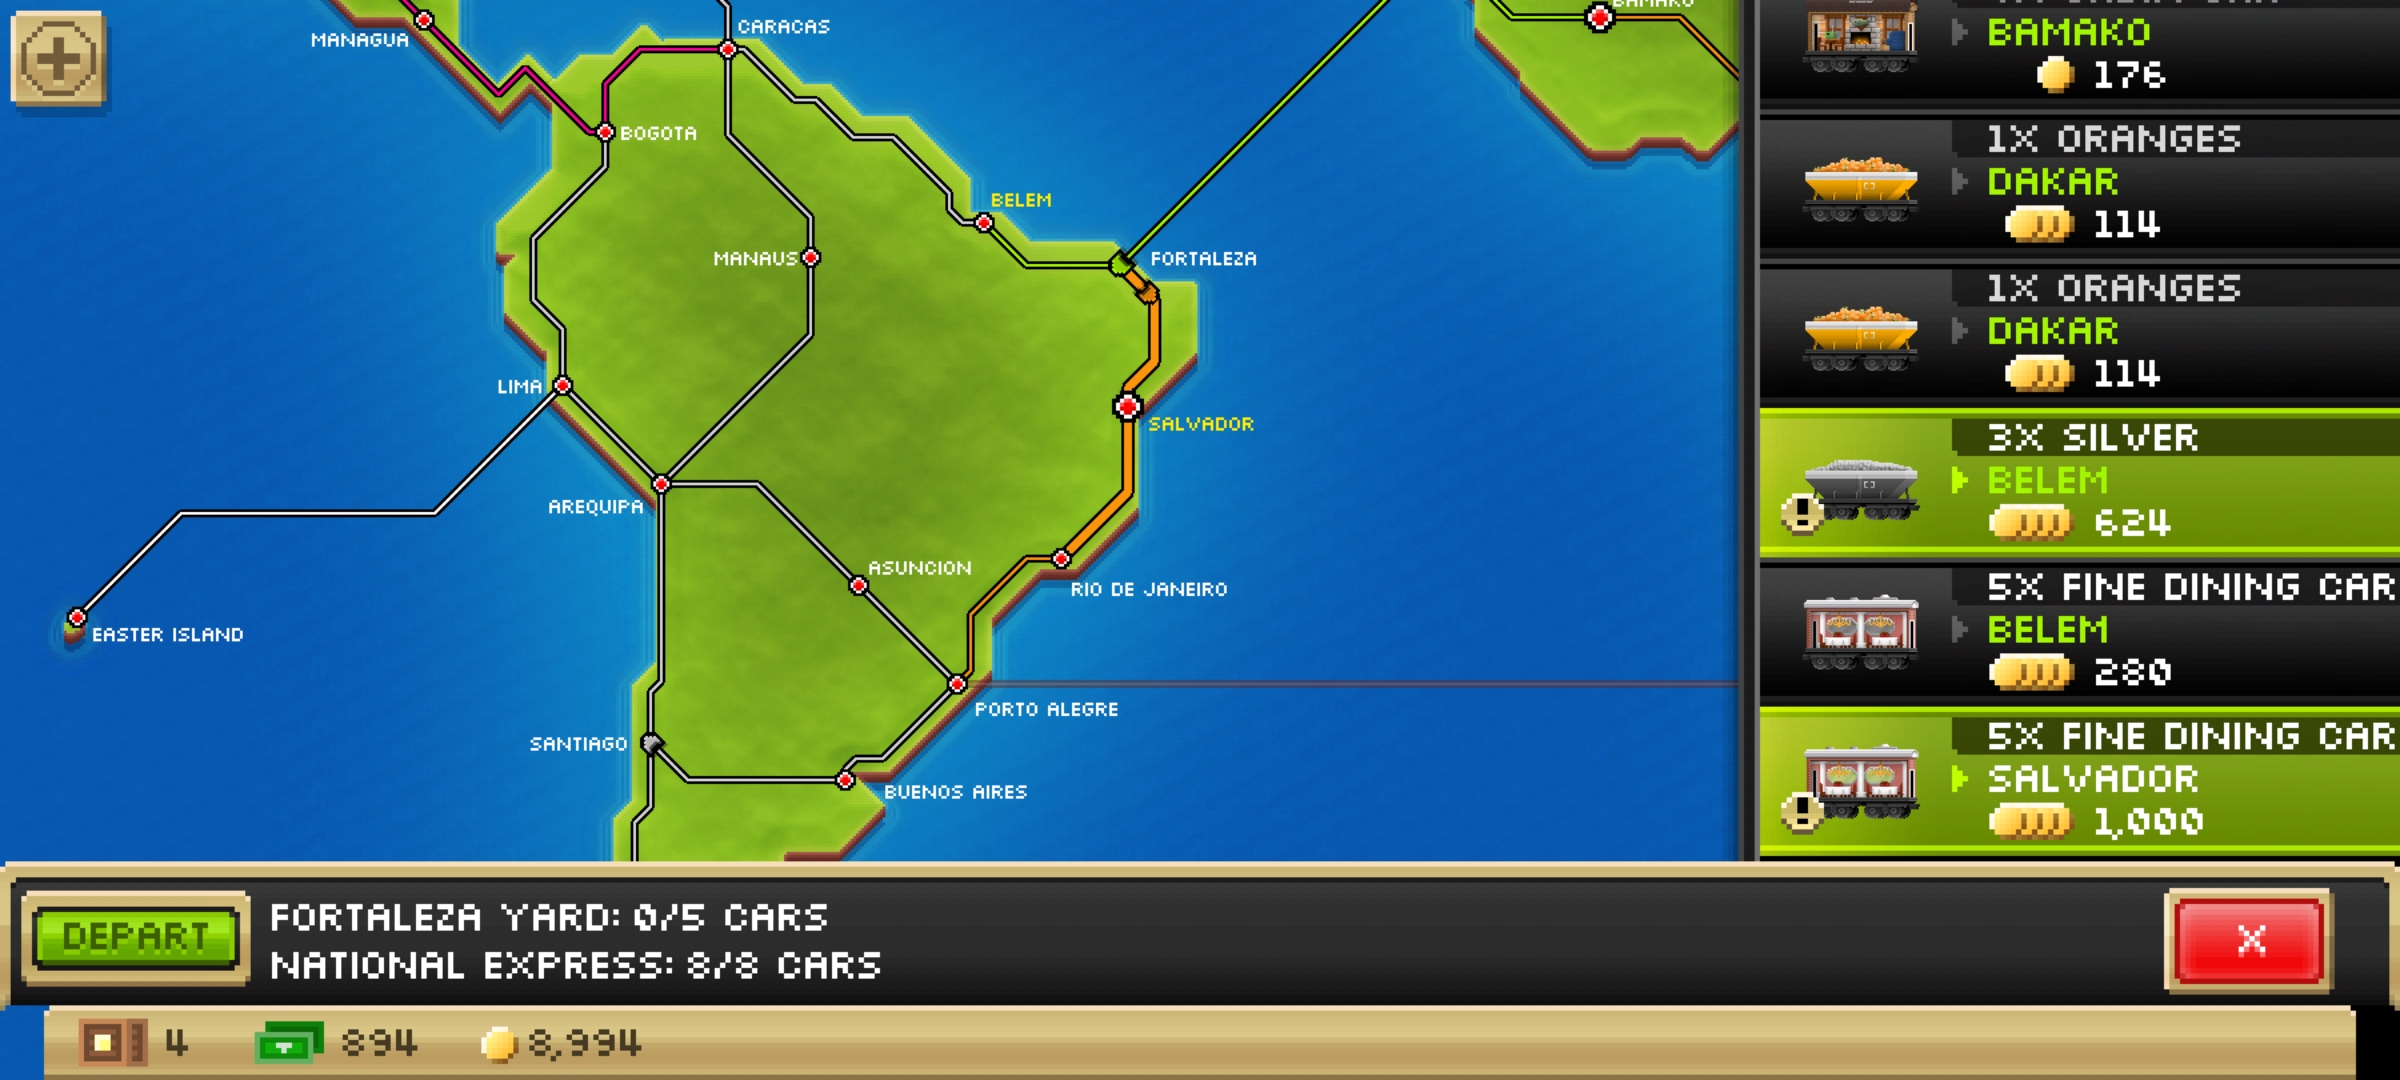 MANAGUA
CARACAS
BOGOTA
BELEM
MANAUS
FORTALEZA
LIMA
SALVADOR
AREQUIPA
ASUNCION
RIO DE JANEIRO
EASTER ISLAND
PORTO ALEGRE
SANTIAGO
BUENOS AIRES
BAMAKO
BAMAKO
176
1X ORANGES
DAKAR
114
1X ORANGES
DAKAR
114
3X SILVER
BELEM
624
5X FINE DINING CAR
BELEM
280
5X FINE DINING CAR
SALVADOR
1,000
DEPART
FORTALEZA YARD: 0/5 CARS
NATIONAL EXPRESS: 8/8 CARS
X
4
894
8,994